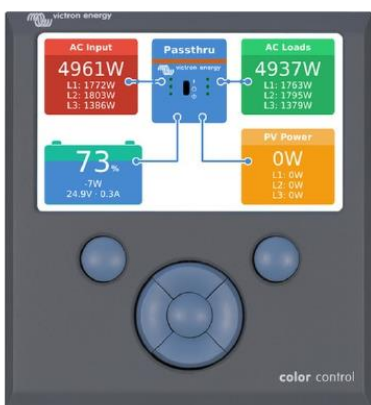 victron energy
AC Input
4961W
L1: 1772W
L2: 1803W
L3: 1386W
Passthru
victron energy
AC Loads
4937W
L1: 1763W
L2: 1795W
L3: 1379W
73%
-7W
24.9V · 0.3A
PV Power
0W
L1: 0W
L2: 0W
L3: 0W
color control